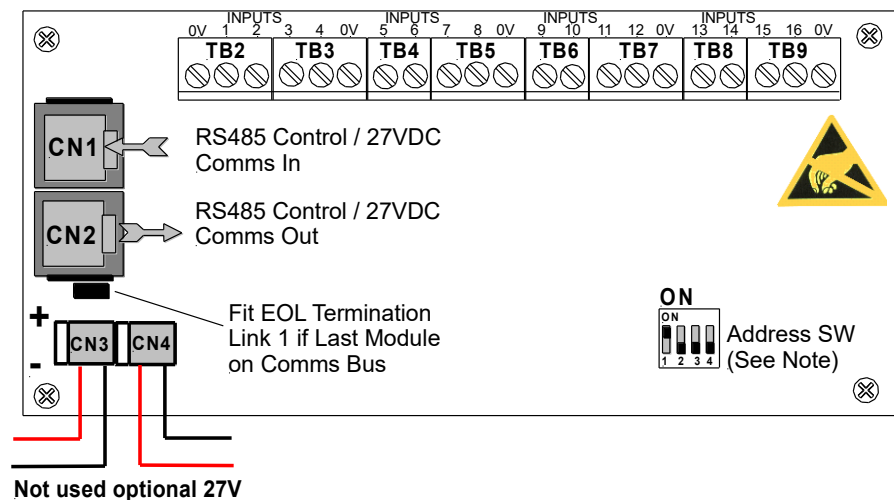 INPUTS INPUTS INPUTS INPUTS
0V 1 2 3 4 0V 5 6 7 8 0V 9 10 11 12 0V 13 14 15 16 0V
TB2 TB3 TB4 TB5 TB6 TB7 TB8 TB9
CN1
RS485 Control / 27VDC
Comms In
CN2
RS485 Control / 27VDC
Comms Out
Fit EOL Termination
Link 1 if Last Module
on Comms Bus
+
-
CN3 CN4
ON
ON
1 2 3 4
Address SW
(See Note)
Not used optional 27V